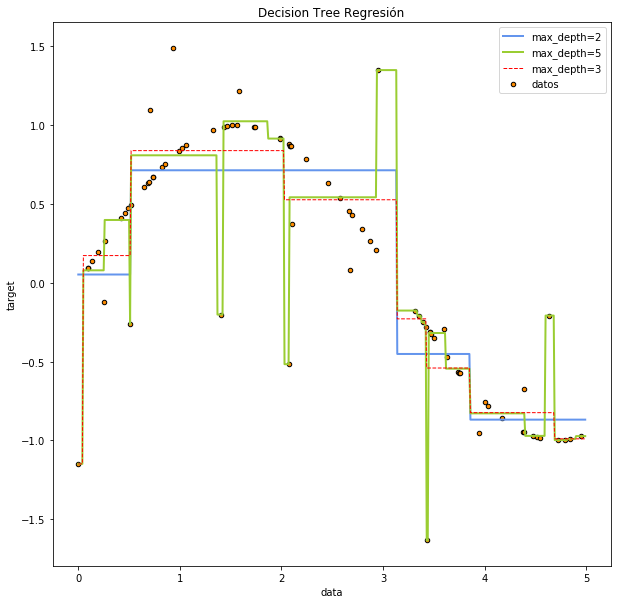 Decision Tree Regresión
max_depth=2
max_depth=5
max_depth=3
datos
target
1.5
1.0
0.5
0.0
−0.5
−1.0
−1.5
0 1 2 3 4 5
data